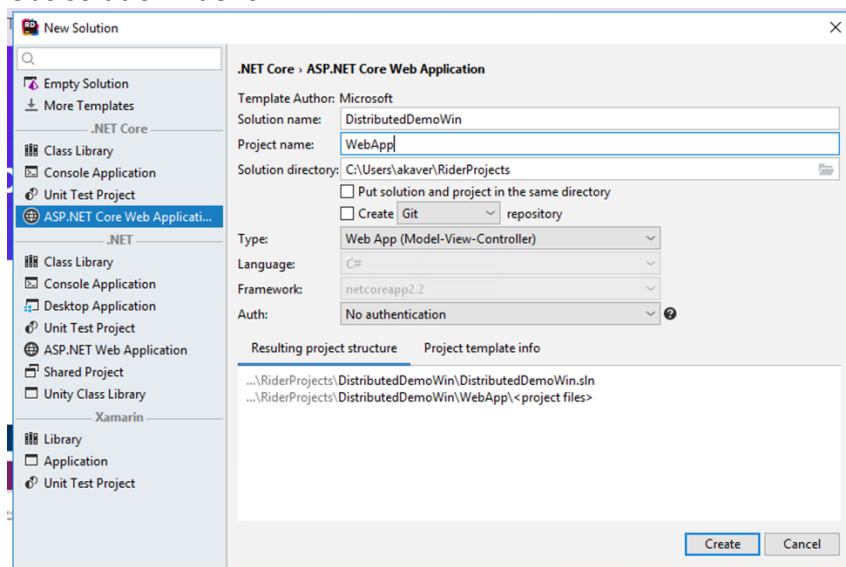 New Solution
Empty Solution
More Templates
.NET Core
Class Library
Console Application
Unit Test Project
ASP.NET Core Web Applicati...
.NET
Class Library
Console Application
Desktop Application
Unit Test Project
ASP.NET Web Application
Shared Project
Unity Class Library
Xamarin
Library
Application
Unit Test Project
.NET Core › ASP.NET Core Web Application
Template Author: Microsoft
Solution name: DistributedDemoWin
Project name: WebApp
Solution directory: C:\Users\akaver\RiderProjects
Put solution and project in the same directory
Create Git repository
Type: Web App (Model-View-Controller)
Language: C#
Framework: netcoreapp2.2
Auth: No authentication
Resulting project structure Project template info
...\RiderProjects\DistributedDemoWin\DistributedDemoWin.sln
...\RiderProjects\DistributedDemoWin\WebApp\<project files>
Create Cancel